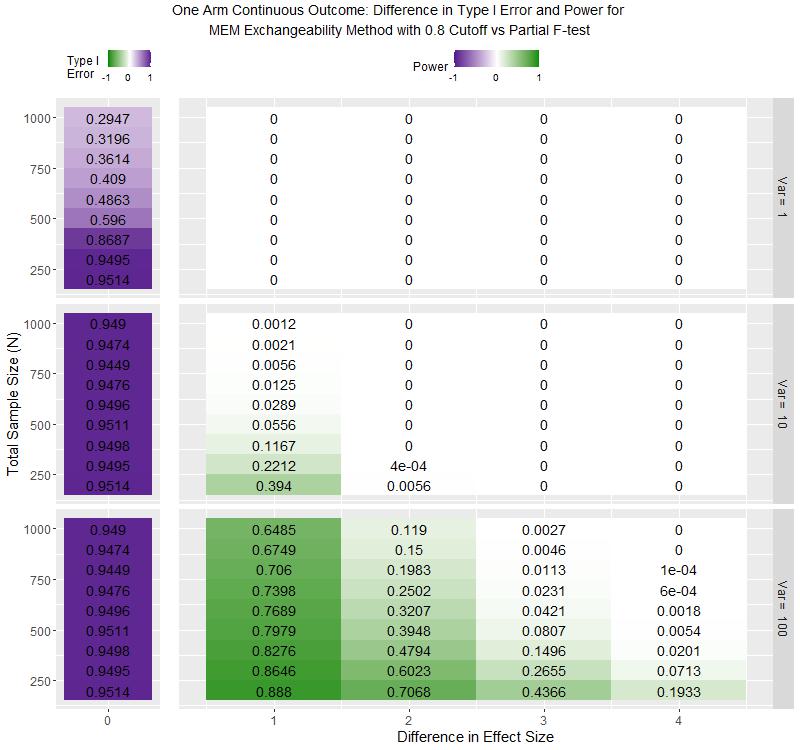 One Arm Continuous Outcome: Difference in Type I Error and Power for
MEM Exchangeability Method with 0.8 Cutoff vs Partial F-test
Type I
Error
-1 0 1
Power
-1 0 1
1000
750
500
250
0.2947 0 0 0 0
0.3196 0 0 0 0
0.3614 0 0 0 0
0.409 0 0 0 0
0.4863 0 0 0 0
0.596 0 0 0 0
0.8687 0 0 0 0
0.9495 0 0 0 0
0.9514 0 0 0 0
Var = 1
Total Sample Size (N)
1000
750
500
250
0.949 0.0012 0 0 0
0.9474 0.0021 0 0 0
0.9449 0.0056 0 0 0
0.9476 0.0125 0 0 0
0.9496 0.0289 0 0 0
0.9511 0.0556 0 0 0
0.9498 0.1167 0 0 0
0.9495 0.2212 4e-04 0 0
0.9514 0.394 0.0056 0 0
Var = 10
1000
750
500
250
0.949 0.6485 0.119 0.0027 0
0.9474 0.6749 0.15 0.0046 0
0.9449 0.706 0.1983 0.0113 1e-04
0.9476 0.7398 0.2502 0.0231 6e-04
0.9496 0.7689 0.3207 0.0421 0.0018
0.9511 0.7979 0.3948 0.0807 0.0054
0.9498 0.8276 0.4794 0.1496 0.0201
0.9495 0.8646 0.6023 0.2655 0.0713
0.9514 0.888 0.7068 0.4366 0.1933
Var = 100
0 1 2 3 4
Difference in Effect Size